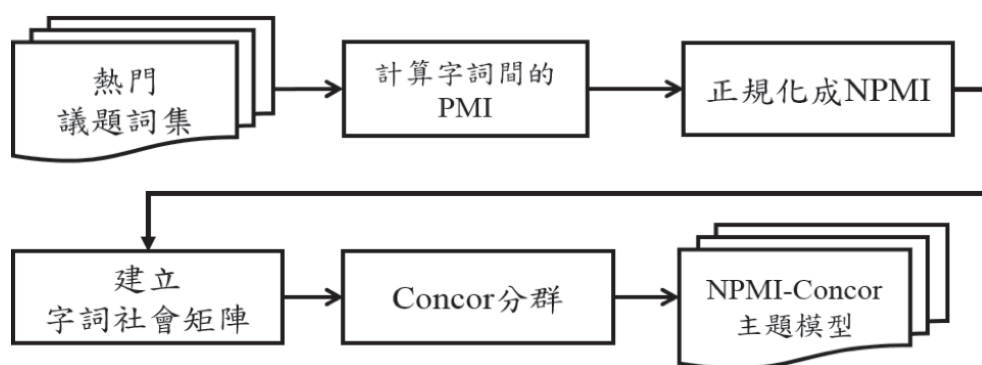 熱門
議題詞集
計算字詞間的
PMI
正規化成NPMI
建立
字詞社會矩陣
Concor分群
NPMI-Concor
主題模型